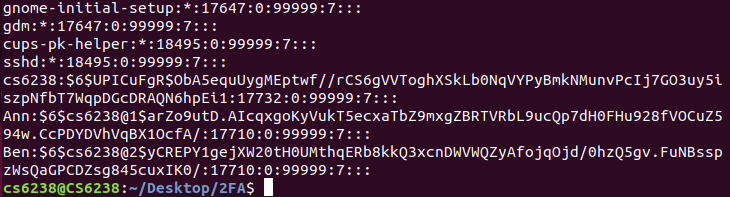 gnome-initial-setup:*:17647:0:99999:7:::
gdm:*:17647:0:99999:7:::
cups-pk-helper:*:18495:0:99999:7:::
sshd:*:18495:0:99999:7:::
cs6238:$6$UPICuFgR$ObA5equUygMEptwf//rCS6gVVToghXSkLb0NqVYPyBmkNMunvPcIj7GO3uy5i
szpNfbT7WqpDGcDRAQN6hpEi1:17732:0:99999:7:::
Ann:$6$cs6238@1$arZo9utD.AIcqxgoKyVukT5ecxaTbZ9mxgZBRTVRbL9ucQp7dH0FHu928fVOCuZ5
94w.CcPDYDVhVqBX1OcfA/:17710:0:99999:7:::
Ben:$6$cs6238@2$yCREPY1gejXW20tH0UMthqERb8kkQ3xcnDWVWQZyAfojqOjd/0hzQ5gv.FuNBssp
zWsQaGPCDZsg845cuxIK0/:17710:0:99999:7:::
cs6238@CS6238:~/Desktop/2FA$